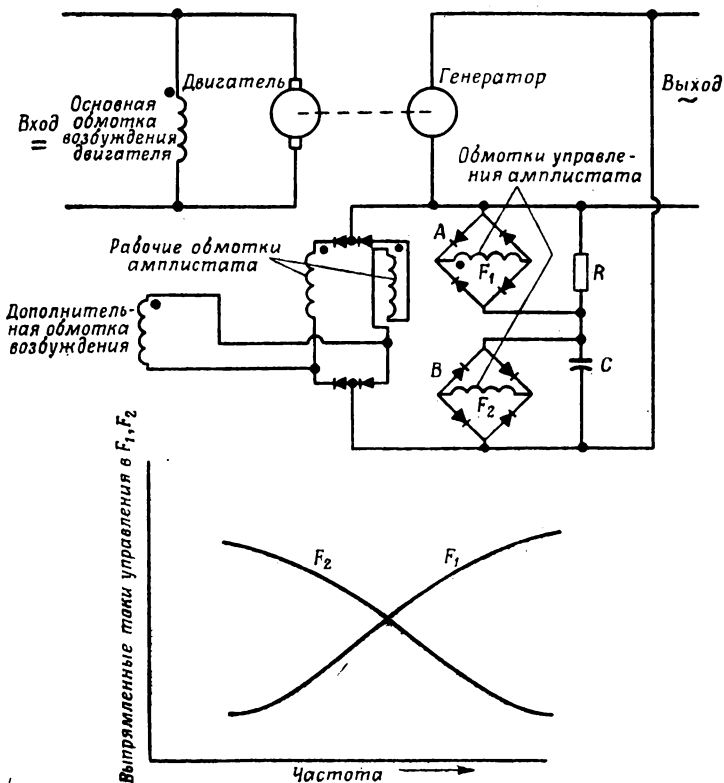 Двигатель
Генератор
Выход
~
Вход
=
Основная
обмотка
возбуждения
двигателя
Обмотки управле-
ния амплистата
A
F₁
R
Рабочие обмотки
амплистата
Дополнитель-
ная обмотка
возбуждения
B
F₂
C
Выпрямленные таки управления в F₁, F₂
F₂
F₁
Частота